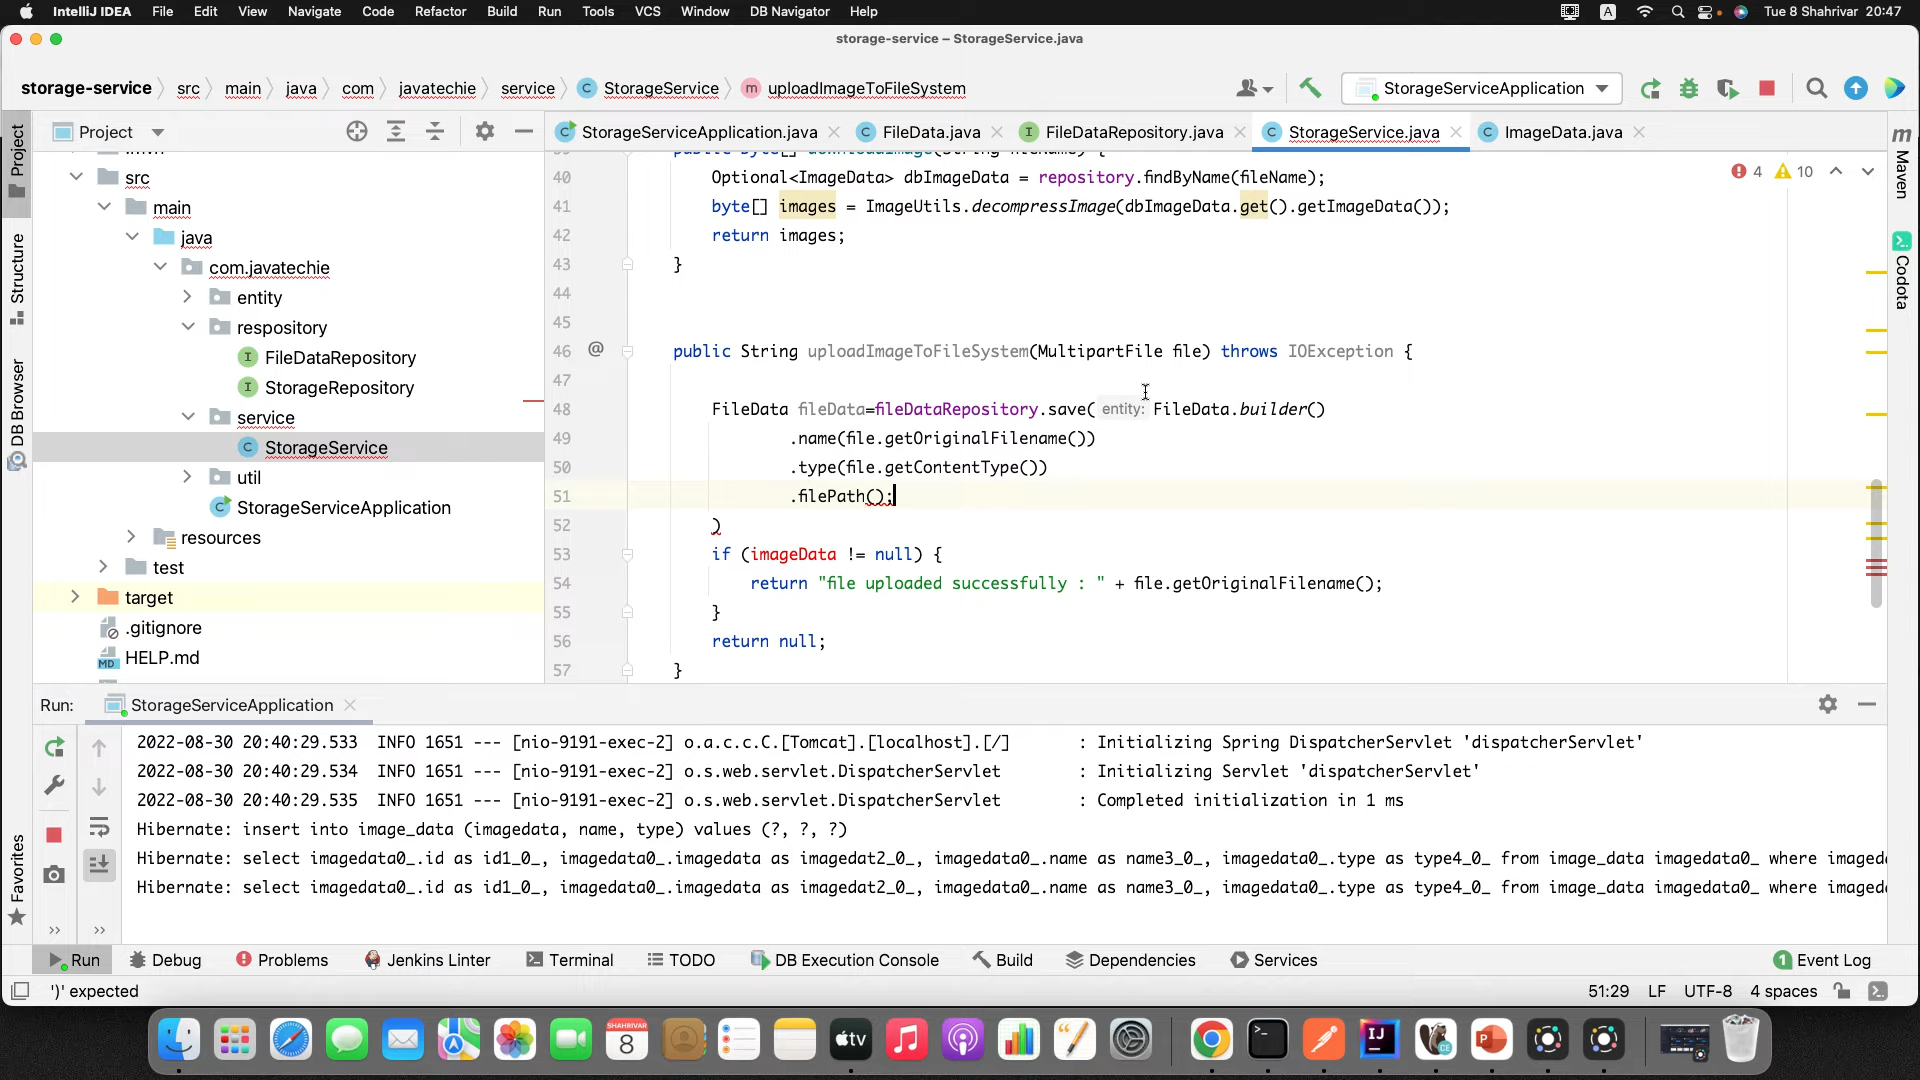 IntelliJ IDEA File Edit View Navigate Code Refactor Build Run Tools VCS Window DB Navigator Help A Tue 8 Shahrivar 20:47
storage-service – StorageService.java
storage-service src main java com javatechie service C StorageService m uploadImageToFileSystem StorageServiceApplication
Project
StorageServiceApplication.java FileData.java FileDataRepository.java StorageService.java ImageData.java
src
main
java
com.javatechie
entity
respository
FileDataRepository
StorageRepository
service
StorageService
util
StorageServiceApplication
resources
test
target
.gitignore
HELP.md
Project
Structure
DB Browser
Favorites
4 10
40 Optional<ImageData> dbImageData = repository.findByName(fileName);
41 byte[] images = ImageUtils.decompressImage(dbImageData.get().getImageData());
42 return images;
43 }
44
45
46 @ public String uploadImageToFileSystem(MultipartFile file) throws IOException {
47
48 FileData fileData=fileDataRepository.save( entity: FileData.builder()
49 .name(file.getOriginalFilename())
50 .type(file.getContentType())
51 .filePath();
52 )
53 if (imageData != null) {
54 return "file uploaded successfully : " + file.getOriginalFilename();
55 }
56 return null;
57 }
Maven
Codota
Run: StorageServiceApplication
2022-08-30 20:40:29.533 INFO 1651 --- [nio-9191-exec-2] o.a.c.c.C.[Tomcat].[localhost].[/] : Initializing Spring DispatcherServlet 'dispatcherServlet'
2022-08-30 20:40:29.534 INFO 1651 --- [nio-9191-exec-2] o.s.web.servlet.DispatcherServlet : Initializing Servlet 'dispatcherServlet'
2022-08-30 20:40:29.535 INFO 1651 --- [nio-9191-exec-2] o.s.web.servlet.DispatcherServlet : Completed initialization in 1 ms
Hibernate: insert into image_data (imagedata, name, type) values (?, ?, ?)
Hibernate: select imagedata0_.id as id1_0_, imagedata0_.imagedata as imagedat2_0_, imagedata0_.name as name3_0_, imagedata0_.type as type4_0_ from image_data imagedata0_ where imaged
Hibernate: select imagedata0_.id as id1_0_, imagedata0_.imagedata as imagedat2_0_, imagedata0_.name as name3_0_, imagedata0_.type as type4_0_ from image_data imagedata0_ where imaged
Run Debug Problems Jenkins Linter Terminal TODO DB Execution Console Build Dependencies Services 1 Event Log
')' expected 51:29 LF UTF-8 4 spaces
SHAHRIVAR
8
tv
IJ
CE
P